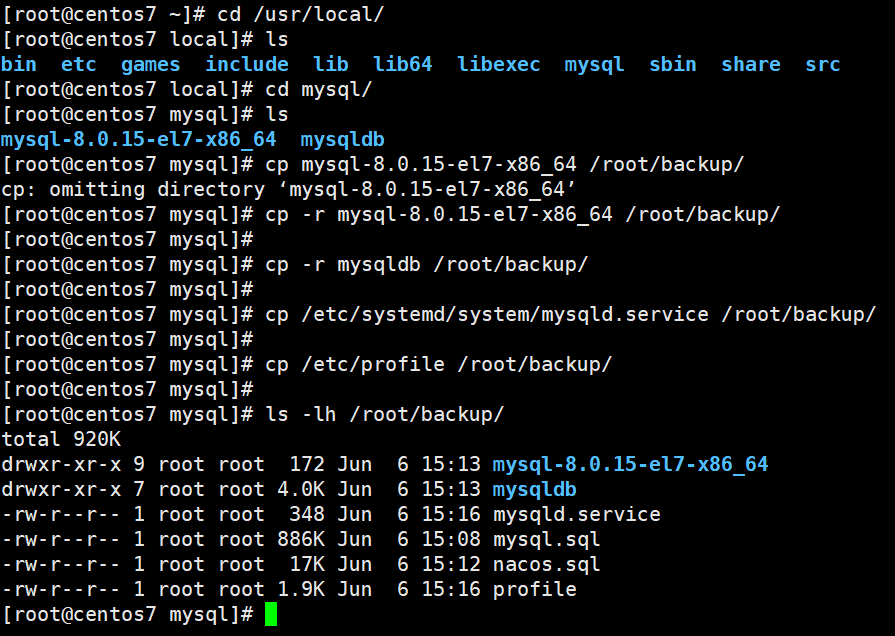 [root@centos7 ~]# cd /usr/local/
[root@centos7 local]# ls
bin  etc  games  include  lib  lib64  libexec  mysql  sbin  share  src
[root@centos7 local]# cd mysql/
[root@centos7 mysql]# ls
mysql-8.0.15-el7-x86_64  mysqldb
[root@centos7 mysql]# cp mysql-8.0.15-el7-x86_64 /root/backup/
cp: omitting directory ‘mysql-8.0.15-el7-x86_64’
[root@centos7 mysql]# cp -r mysql-8.0.15-el7-x86_64 /root/backup/
[root@centos7 mysql]#
[root@centos7 mysql]# cp -r mysqldb /root/backup/
[root@centos7 mysql]#
[root@centos7 mysql]# cp /etc/systemd/system/mysqld.service /root/backup/
[root@centos7 mysql]#
[root@centos7 mysql]# cp /etc/profile /root/backup/
[root@centos7 mysql]#
[root@centos7 mysql]# ls -lh /root/backup/
total 920K
drwxr-xr-x 9 root root  172 Jun  6 15:13 mysql-8.0.15-el7-x86_64
drwxr-xr-x 7 root root 4.0K Jun  6 15:13 mysqldb
-rw-r--r-- 1 root root  348 Jun  6 15:16 mysqld.service
-rw-r--r-- 1 root root 886K Jun  6 15:08 mysql.sql
-rw-r--r-- 1 root root  17K Jun  6 15:12 nacos.sql
-rw-r--r-- 1 root root 1.9K Jun  6 15:16 profile
[root@centos7 mysql]#